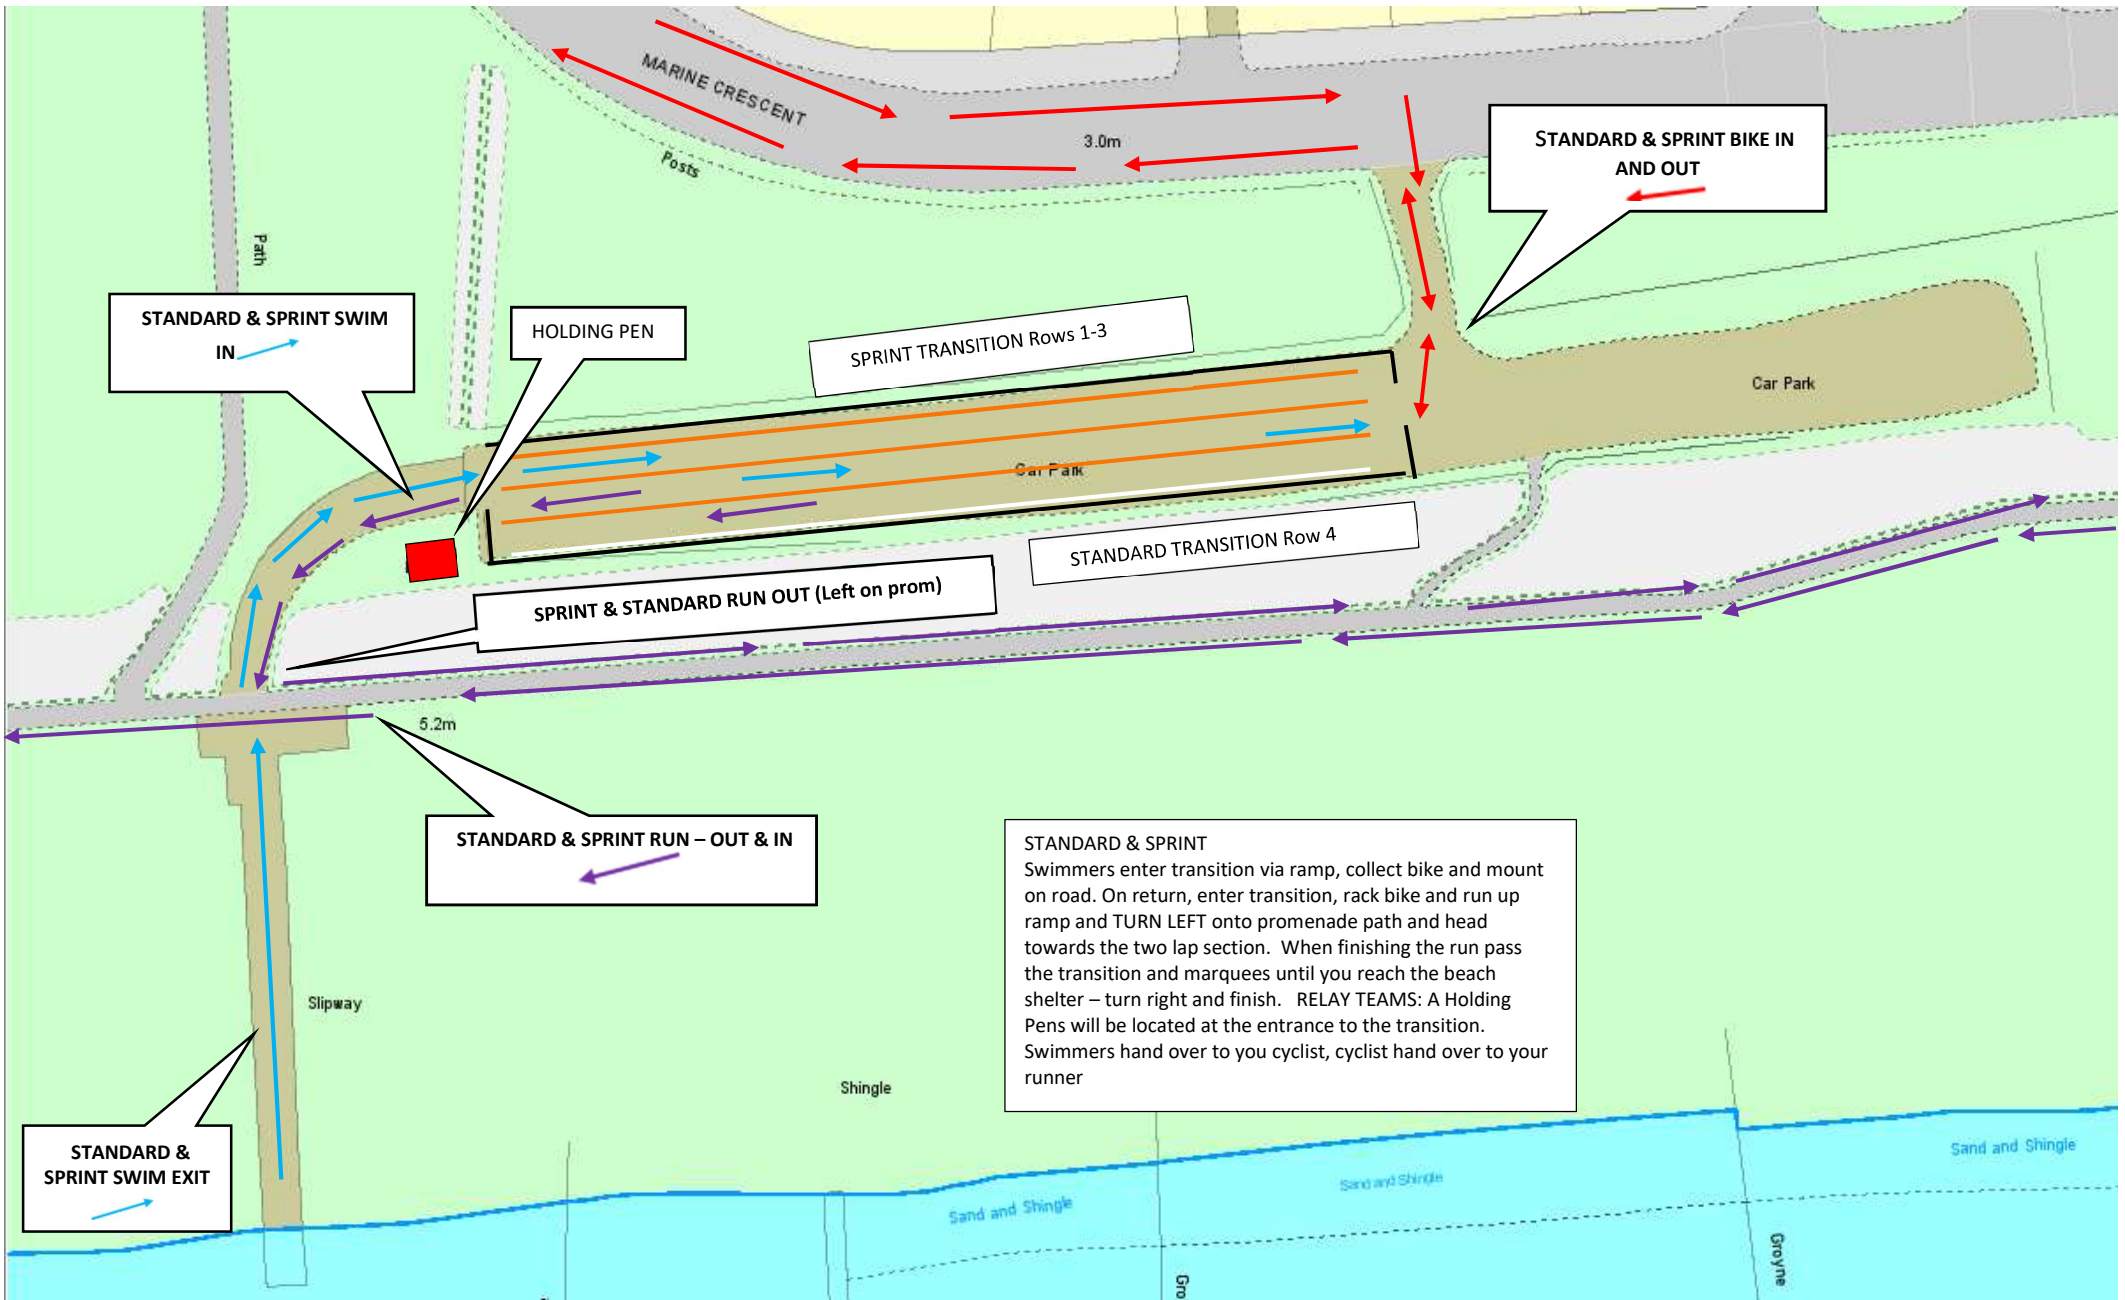 MARINE CRESCENT
3.0m
Posts
Path
STANDARD & SPRINT BIKE IN
AND OUT
STANDARD & SPRINT SWIM
IN
HOLDING PEN
SPRINT TRANSITION Rows 1-3
Car Park
Car Park
STANDARD TRANSITION Row 4
SPRINT & STANDARD RUN OUT (Left on prom)
5.2m
STANDARD & SPRINT RUN – OUT & IN
STANDARD & SPRINT
Swimmers enter transition via ramp, collect bike and mount
on road. On return, enter transition, rack bike and run up
ramp and TURN LEFT onto promenade path and head
towards the two lap section.  When finishing the run pass
the transition and marquees until you reach the beach
shelter – turn right and finish.   RELAY TEAMS: A Holding
Pens will be located at the entrance to the transition.
Swimmers hand over to you cyclist, cyclist hand over to your
runner
Slipway
Shingle
STANDARD &
SPRINT SWIM EXIT
Sand and Shingle
Sand and Shingle
Sand and Shingle
Groyne
Gro